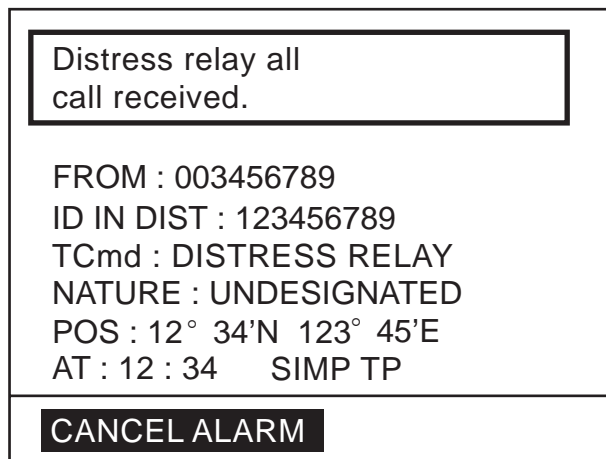 Distress relay all
call received.
FROM : 003456789
ID IN DIST : 123456789
TCmd : DISTRESS RELAY
NATURE : UNDESIGNATED
POS : 12° 34’N 123° 45’E
AT : 12 : 34 SIMP TP
CANCEL ALARM